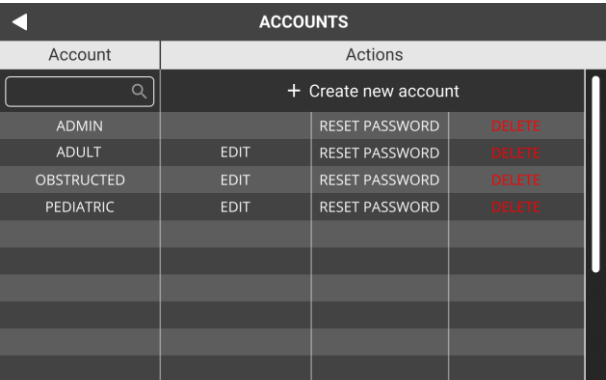 ACCOUNTS
Account Actions
+ Create new account
ADMIN RESET PASSWORD DELETE
ADULT EDIT RESET PASSWORD DELETE
OBSTRUCTED EDIT RESET PASSWORD DELETE
PEDIATRIC EDIT RESET PASSWORD DELETE